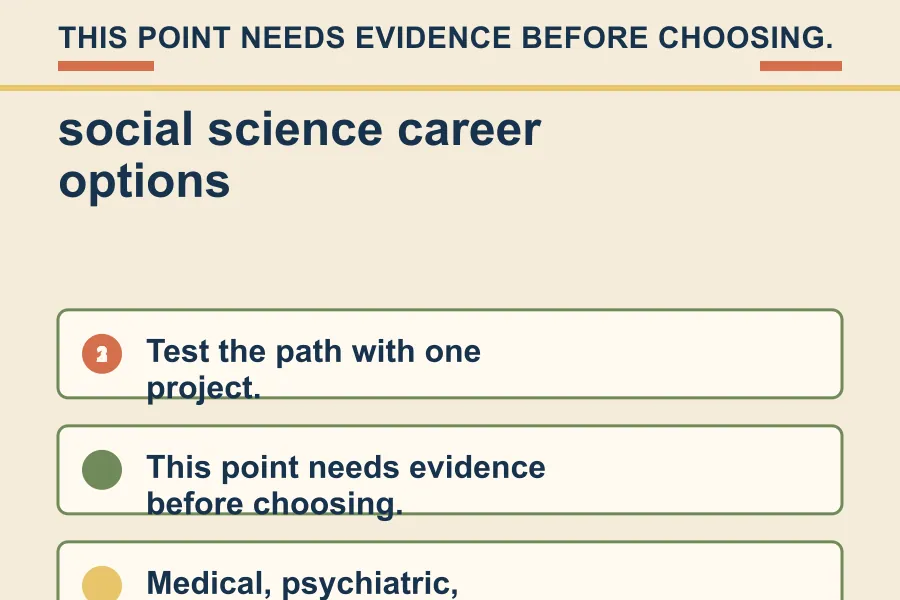 THIS POINT NEEDS EVIDENCE BEFORE CHOOSING.
social science career
options
Test the path with one
project.
This point needs evidence
before choosing.
Medical, psychiatric,